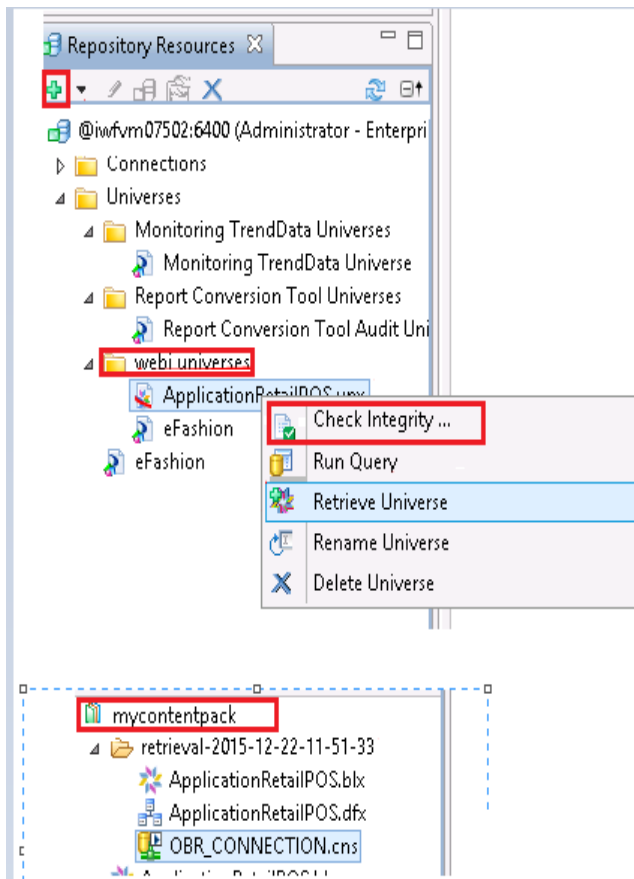 Repository Resources
@iwfvm07502:6400 (Administrator - Enterpri
Connections
Universes
Monitoring TrendData Universes
Monitoring TrendData Universe
Report Conversion Tool Universes
Report Conversion Tool Audit Uni
webi universes
ApplicationRetailPOS.unx
eFashion
eFashion
Check Integrity ...
Run Query
Retrieve Universe
Rename Universe
Delete Universe
mycontentpack
retrieval-2015-12-22-11-51-33
ApplicationRetailPOS.blx
ApplicationRetailPOS.dfx
OBR_CONNECTION.cns